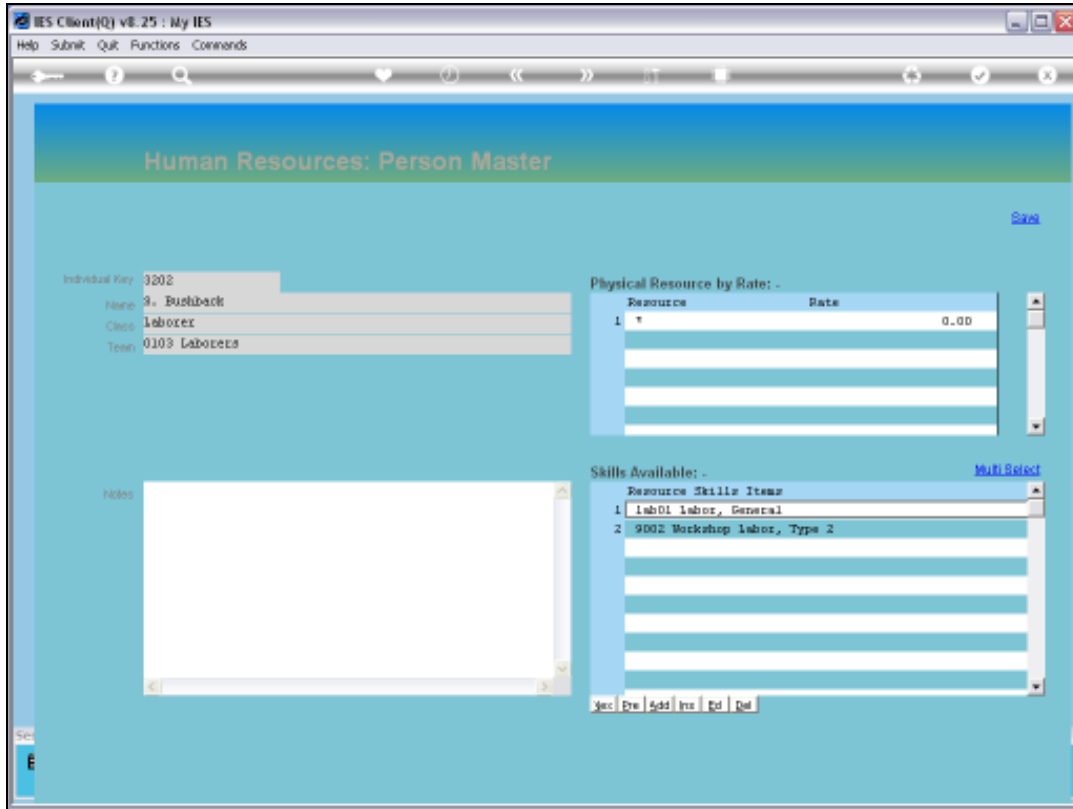 IES Client(Q) v8.25 : My IES
Help Submit Quit Functions Commands
Human Resources: Person Master
Save
Individual Key 3202
Name S. Bushback
Class Laborer
Team 0103 Laborers
Physical Resource by Rate: -
Resource Rate
1 * 0.00
Skills Available: -
Multi Select
Notes
Resource Skills Items
1 lab01 labor, General
2 9002 Workshop labor, Type 2
Pre Add Ins Ed Del